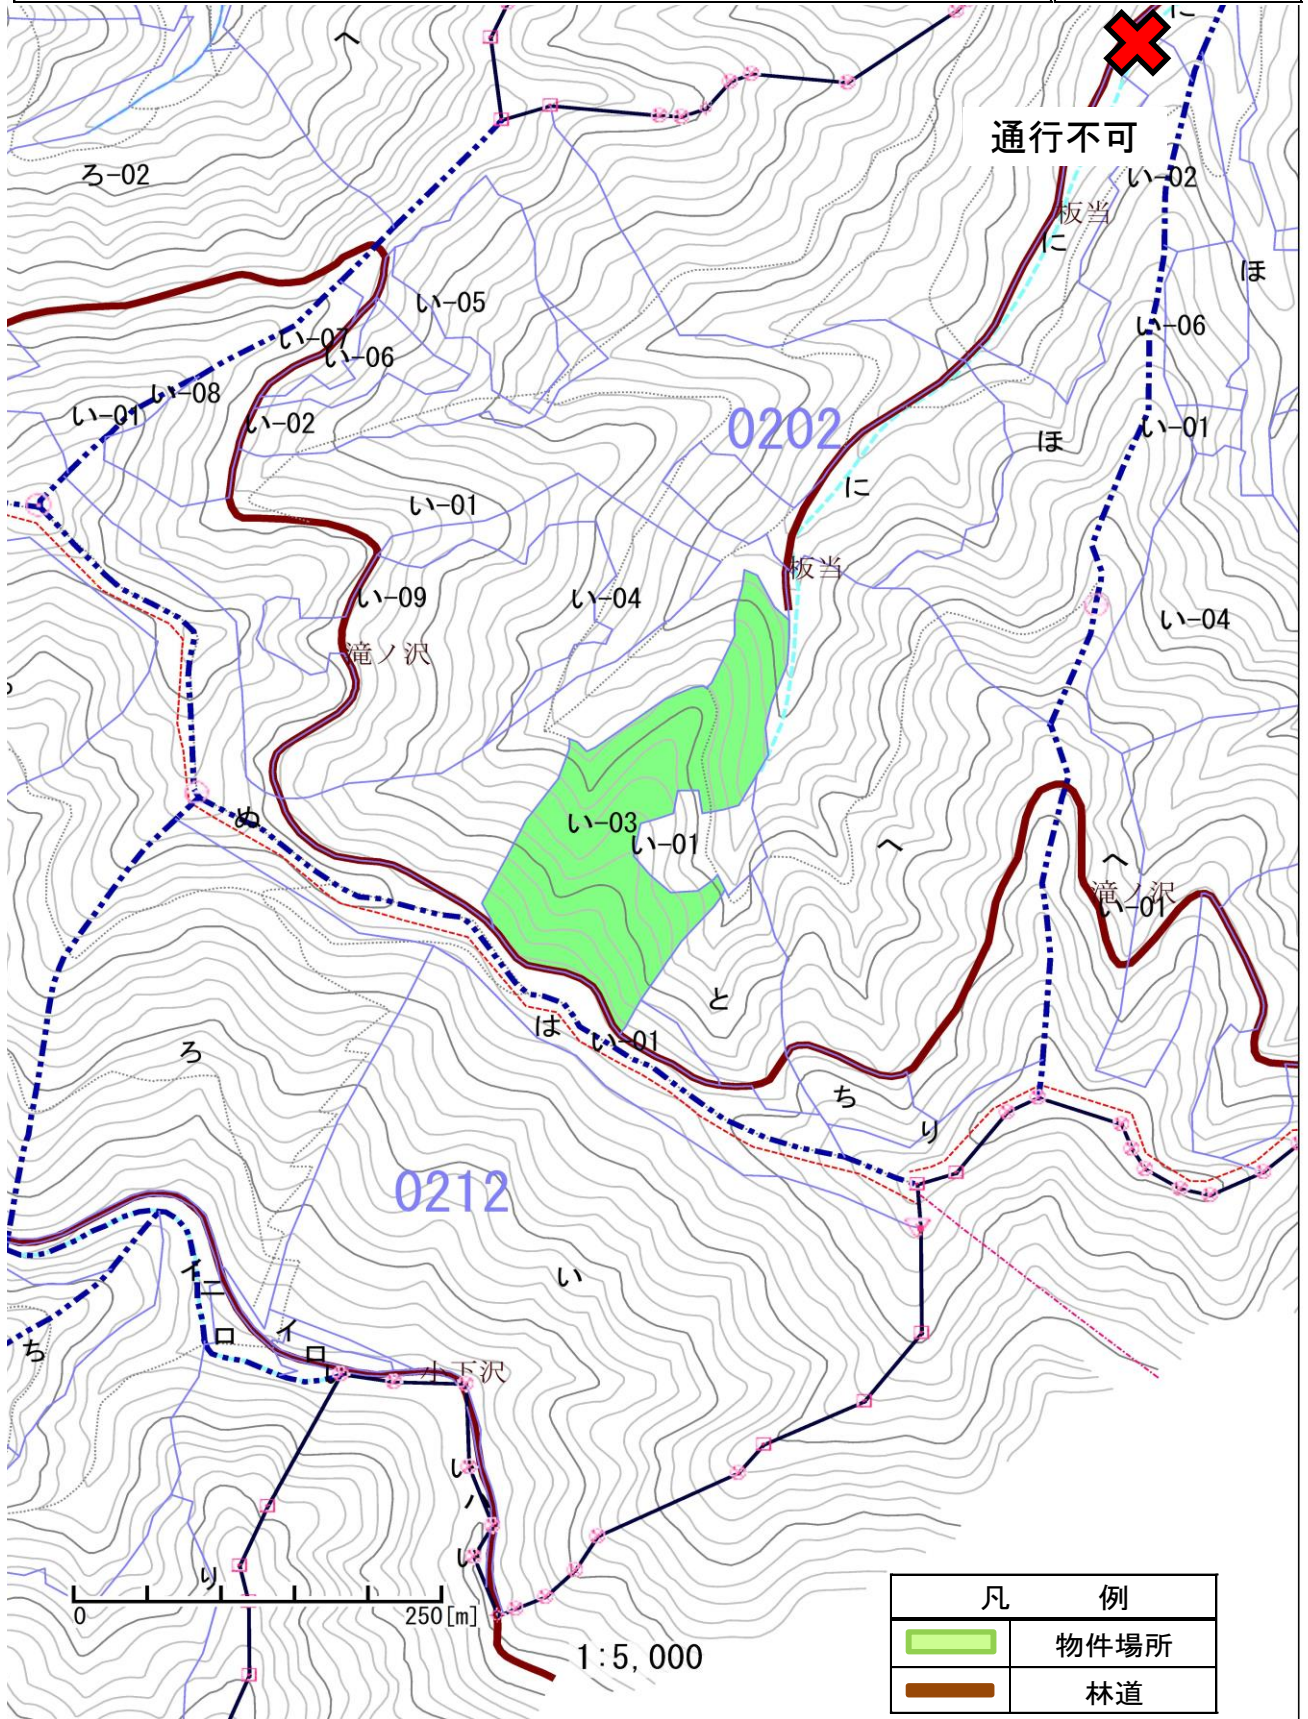 へ
に
通行不可
い-02
ろ-02
板当
に
ほ
い-05
い-06
い-07
い-06
い-08
い-01
い-02
0202
い-01
ほ
に
い-01
板当
い-09
い-04
い-04
滝ノ沢
い-03
い-01
ぬ
へ
へ
滝ノ沢
い-01
と
は
い-01
ろ
ち
り
0212
い
イ
ニ
ロ
イ
ロ
ち
小下沢
い
ハ
い
り
0
250[m]
1:5,000
凡 例
物件場所
林道